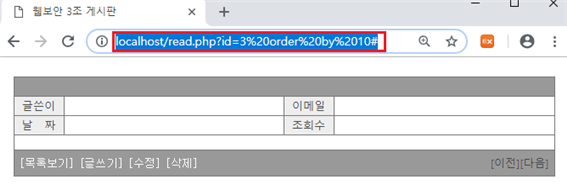 웹보안 3조 게시판
localhost/read.php?id=3%20order%20by%2010#
글쓴이 이메일
날 짜 조회수
[목록보기] [글쓰기] [수정] [삭제] [이전][다음]